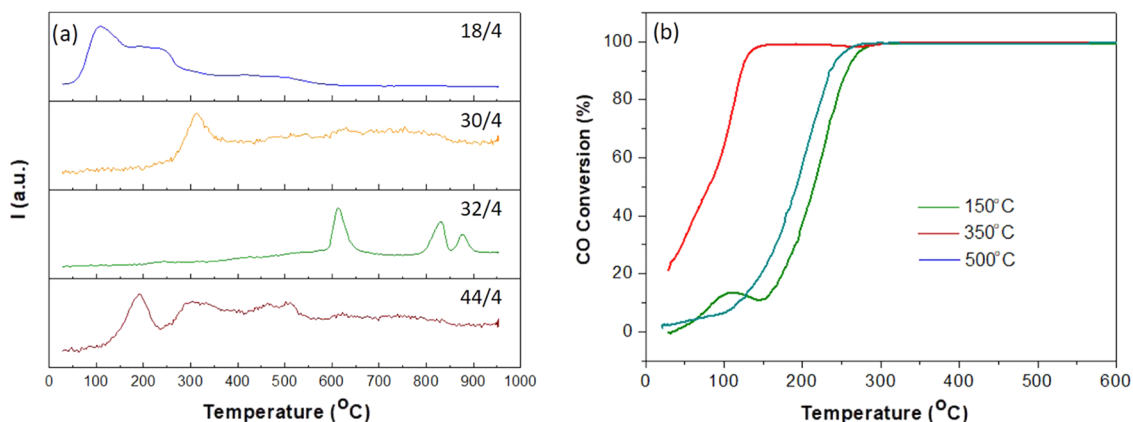 (a)
18/4
30/4
32/4
44/4
I (a.u.)
0 100 200 300 400 500 600 700 800 900 1000
Temperature (°C)
(b)
100
80
60
40
20
0
CO Conversion (%)
150°C
350°C
500°C
0 100 200 300 400 500 600
Temperature (°C)